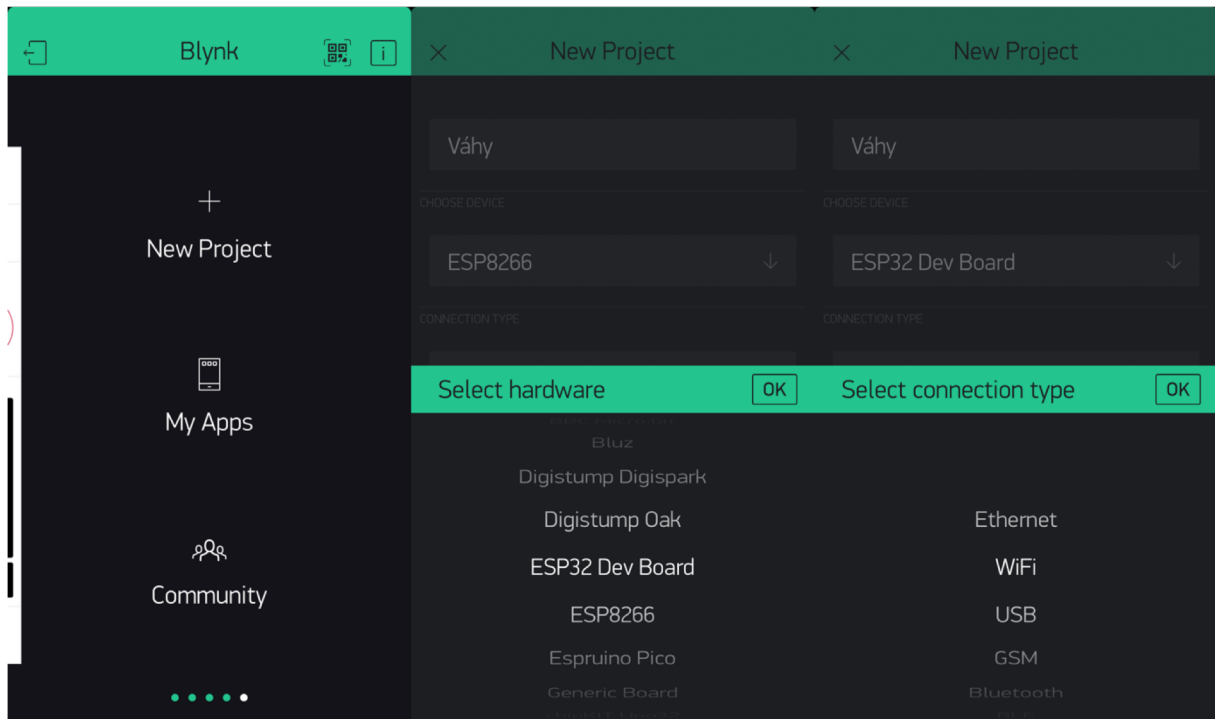 Blynk
New Project
My Apps
Community
New Project
Váhy
CHOOSE DEVICE
ESP8266
CONNECTION TYPE
Select hardware
OK
Bluz
Digistump Digispark
Digistump Oak
ESP32 Dev Board
ESP8266
Espruino Pico
Generic Board
New Project
Váhy
CHOOSE DEVICE
ESP32 Dev Board
CONNECTION TYPE
Select connection type
OK
Ethernet
WiFi
USB
GSM
Bluetooth